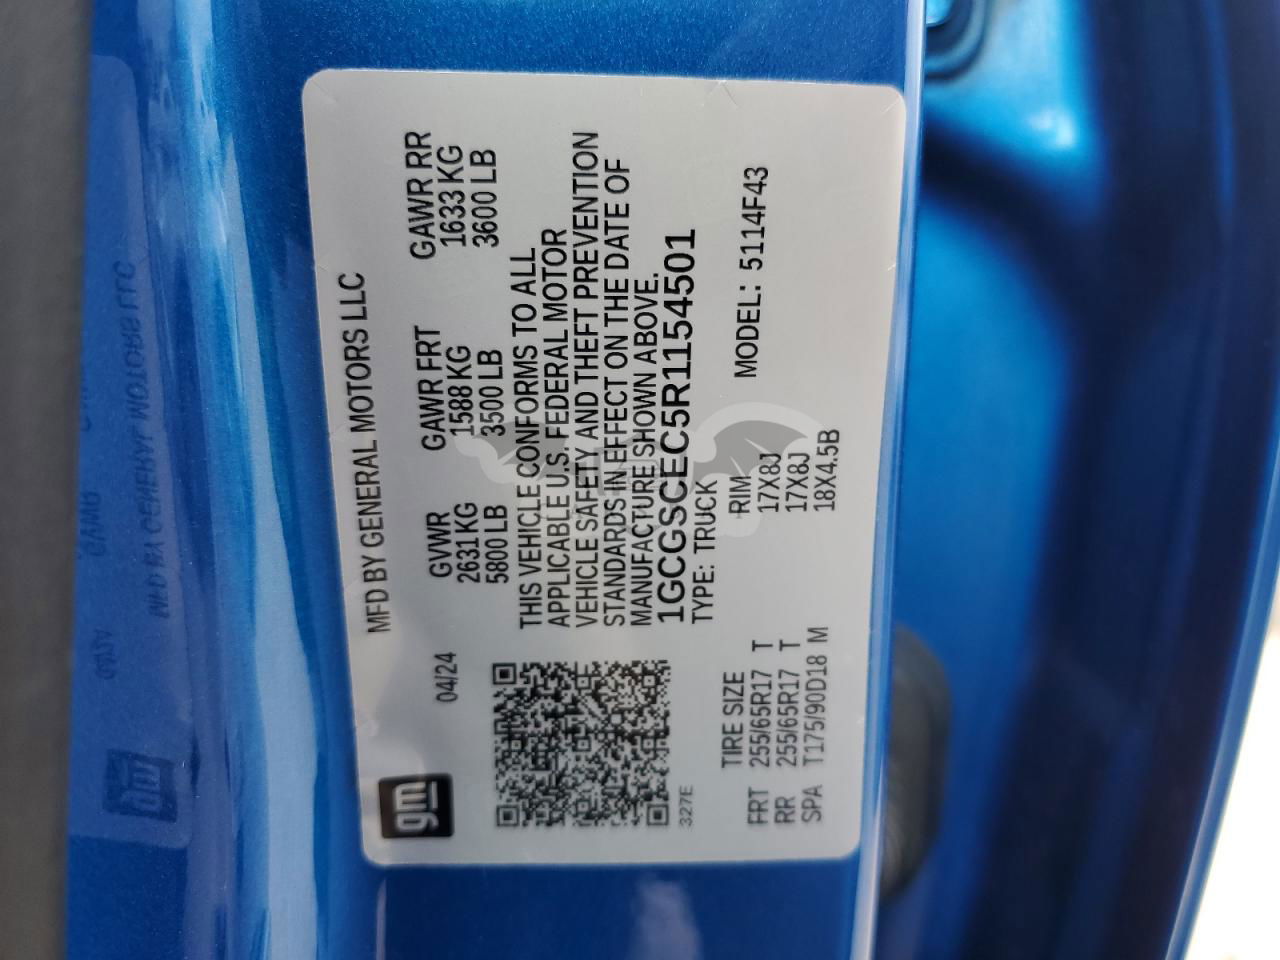 gm
04/24
MFD BY GENERAL MOTORS LLC
GVWR GAWR FRT GAWR RR
2631 KG 1588 KG 1633 KG
5800 LB 3500 LB 3600 LB
THIS VEHICLE CONFORMS TO ALL
APPLICABLE U.S. FEDERAL MOTOR
VEHICLE SAFETY AND THEFT PREVENTION
STANDARDS IN EFFECT ON THE DATE OF
MANUFACTURE SHOWN ABOVE.
1GCGSCEC5R1154501
327E TYPE: TRUCK
TIRE SIZE RIM MODEL: 5114F43
FRT 255/65R17 T 17X8J
RR 255/65R17 T 17X8J
SPA T175/90D18 M 18X4.5B